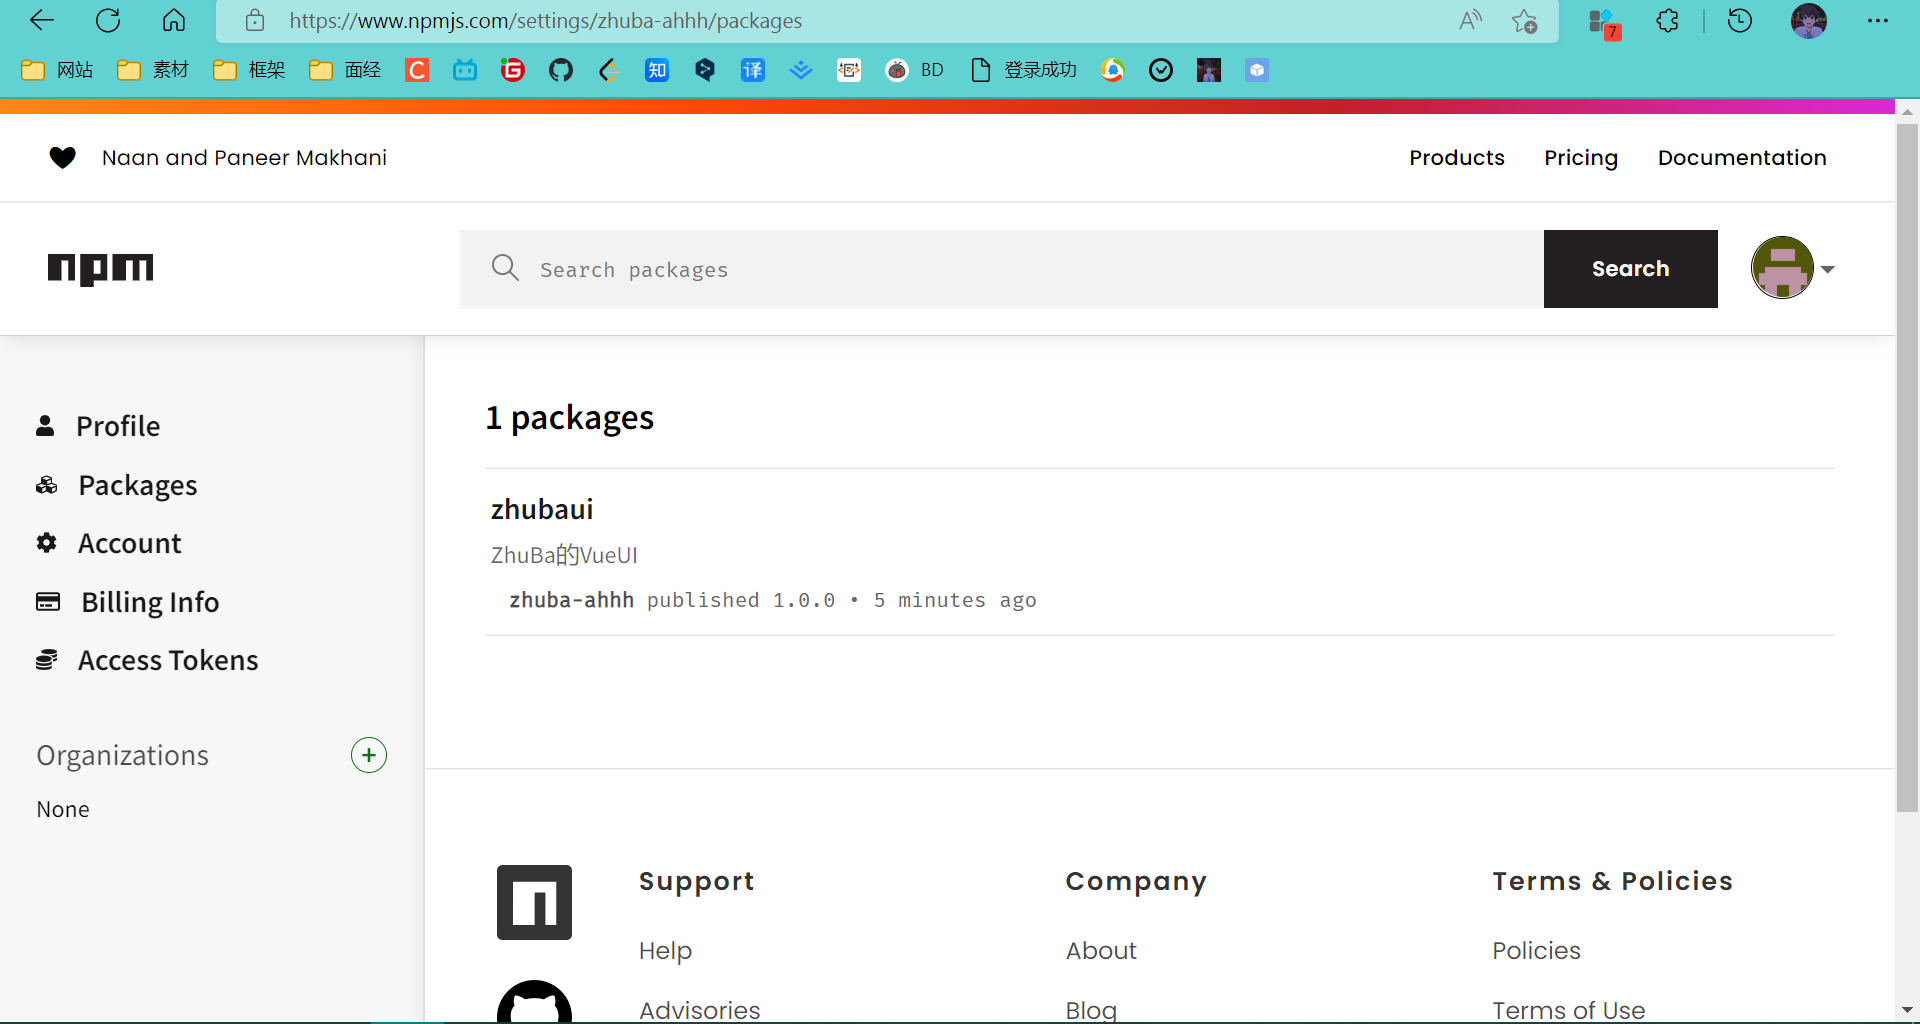 https://www.npmjs.com/settings/zhuba-ahhh/packages
7
网站 素材 框架 面经 C G 知 译 BD 登录成功
Naan and Paneer Makhani
Products Pricing Documentation
npm
Search packages
Search
Profile
Packages
Account
Billing Info
Access Tokens
Organizations
None
1 packages
zhubaui
ZhuBa的VueUI
zhuba-ahhh published 1.0.0 • 5 minutes ago
Support
Help
Advisories
Company
About
Blog
Terms & Policies
Policies
Terms of Use